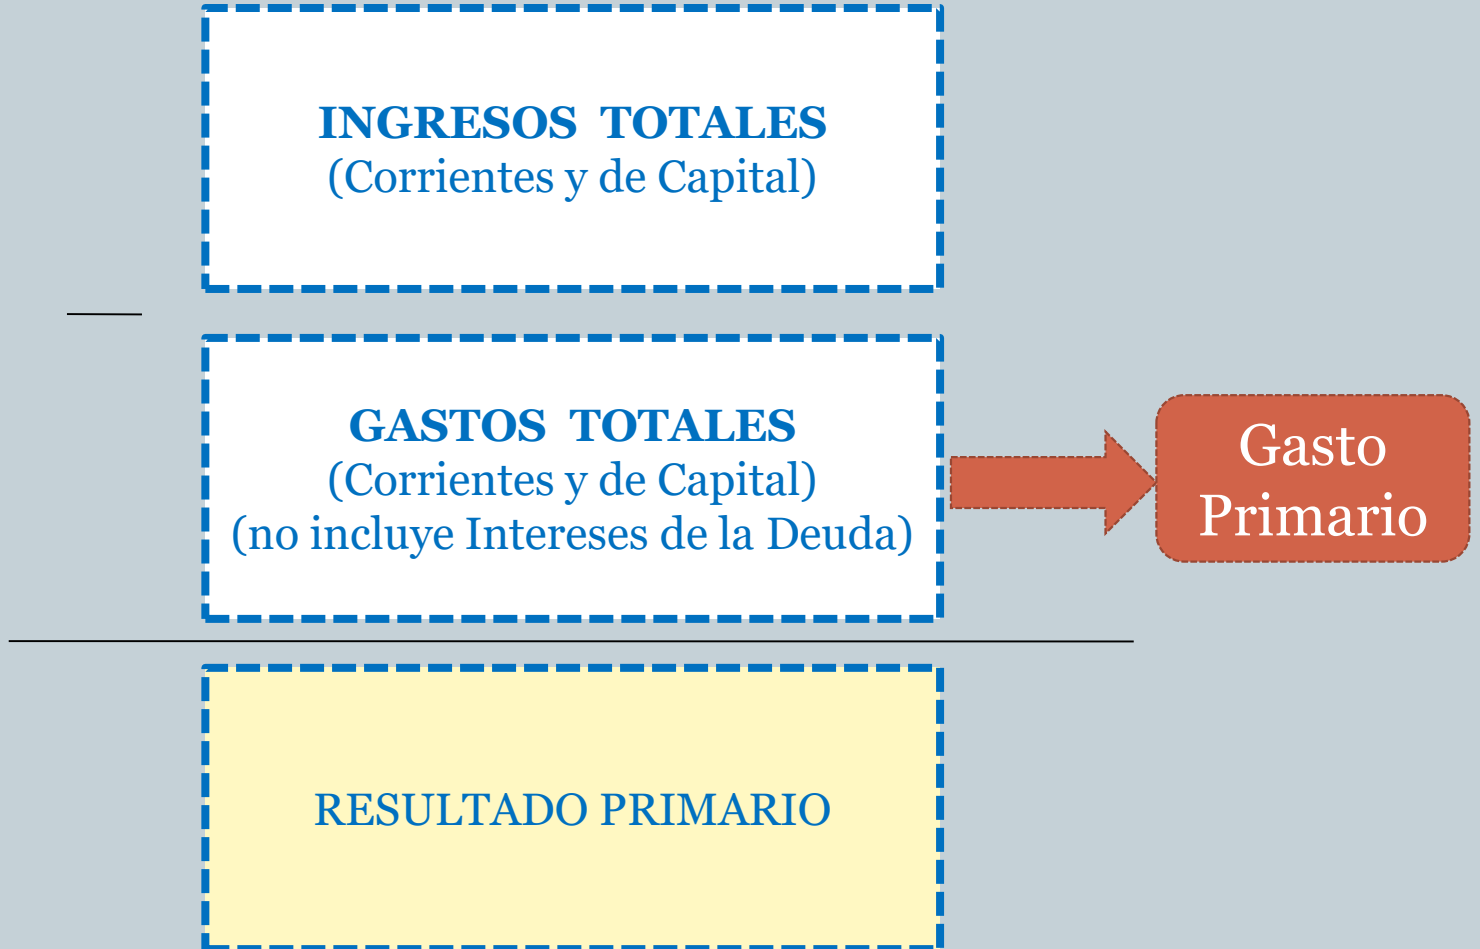 INGRESOS TOTALES
(Corrientes y de Capital)
GASTOS TOTALES
(Corrientes y de Capital)
(no incluye Intereses de la Deuda)
Gasto
Primario
RESULTADO PRIMARIO